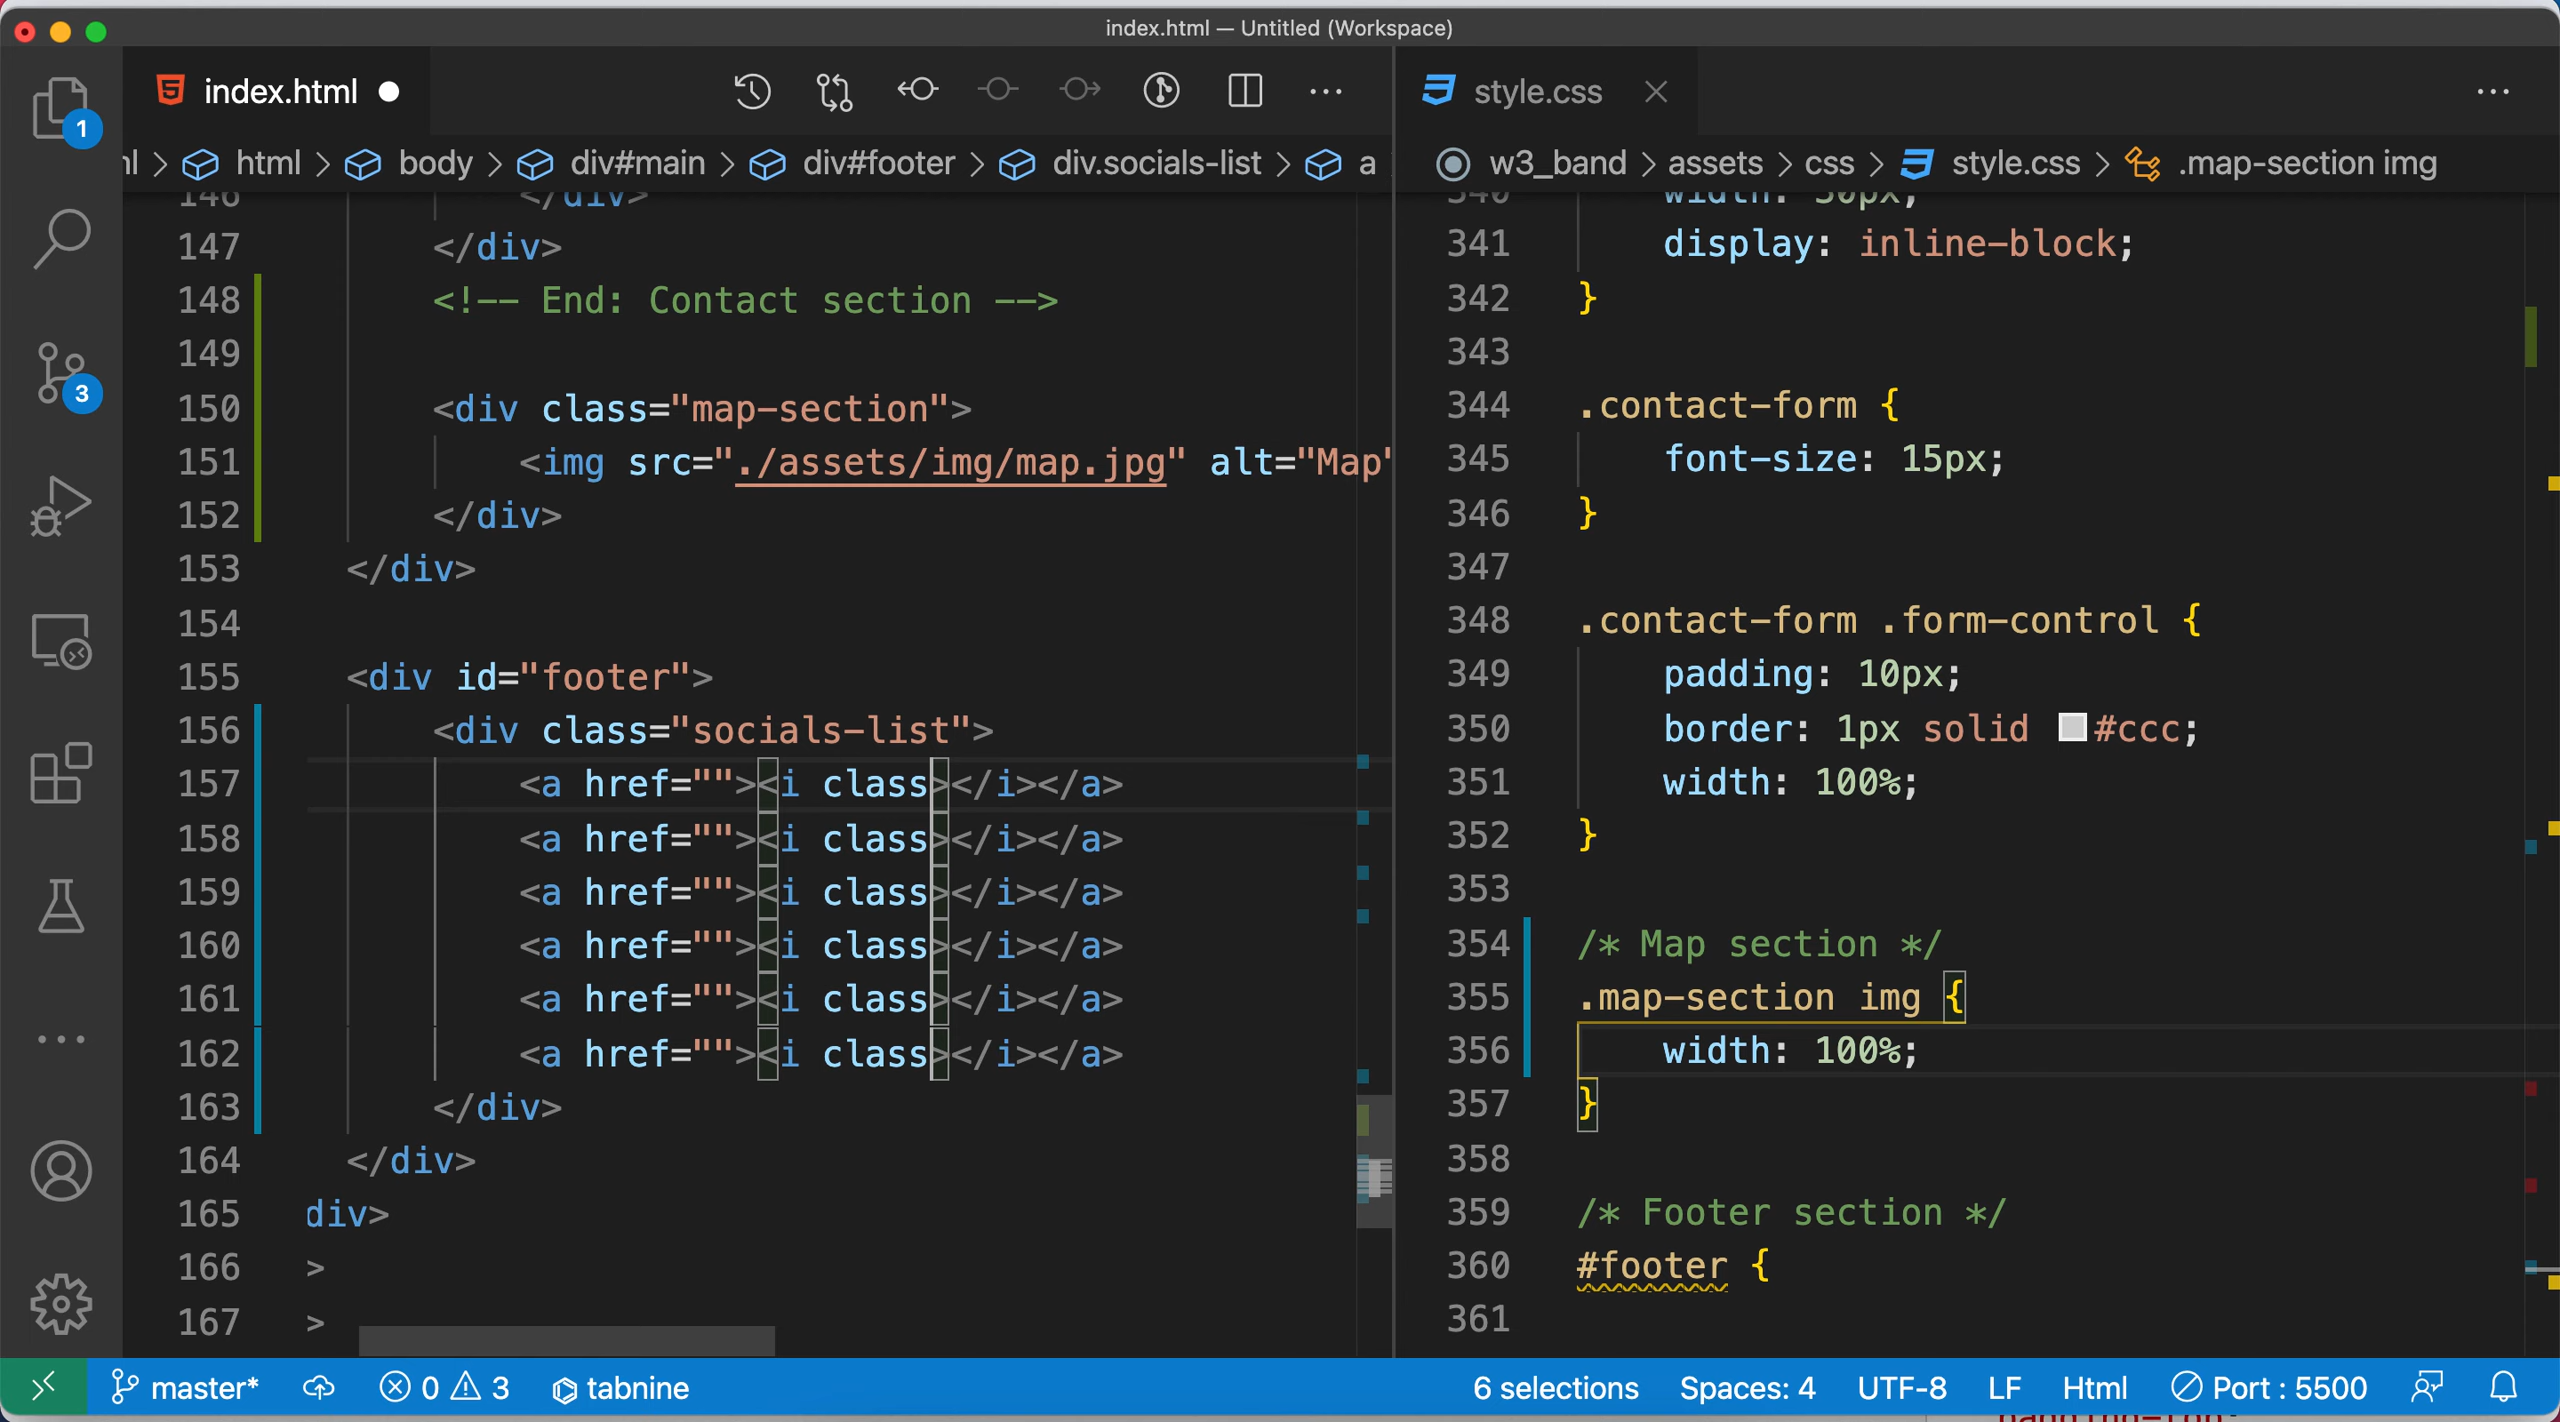 index.html — Untitled (Workspace)
index.html
style.css
html > body > div#main > div#footer > div.socials-list > a
w3_band > assets > css > style.css > .map-section img
1
3
146 </div>
147 </div>
148 <!-- End: Contact section -->
149
150 <div class="map-section">
151 <img src="./assets/img/map.jpg" alt="Map"
152 </div>
153 </div>
154
155 <div id="footer">
156 <div class="socials-list">
157 <a href=""><i class></i></a>
158 <a href=""><i class></i></a>
159 <a href=""><i class></i></a>
160 <a href=""><i class></i></a>
161 <a href=""><i class></i></a>
162 <a href=""><i class></i></a>
163 </div>
164 </div>
165 div>
166 >
167 >
340 width: 30px;
341 display: inline-block;
342 }
343
344 .contact-form {
345 font-size: 15px;
346 }
347
348 .contact-form .form-control {
349 padding: 10px;
350 border: 1px solid #ccc;
351 width: 100%;
352 }
353
354 /* Map section */
355 .map-section img {
356 width: 100%;
357 }
358
359 /* Footer section */
360 #footer {
361
master* 0 3 tabnine 6 selections Spaces: 4 UTF-8 LF Html Port : 5500